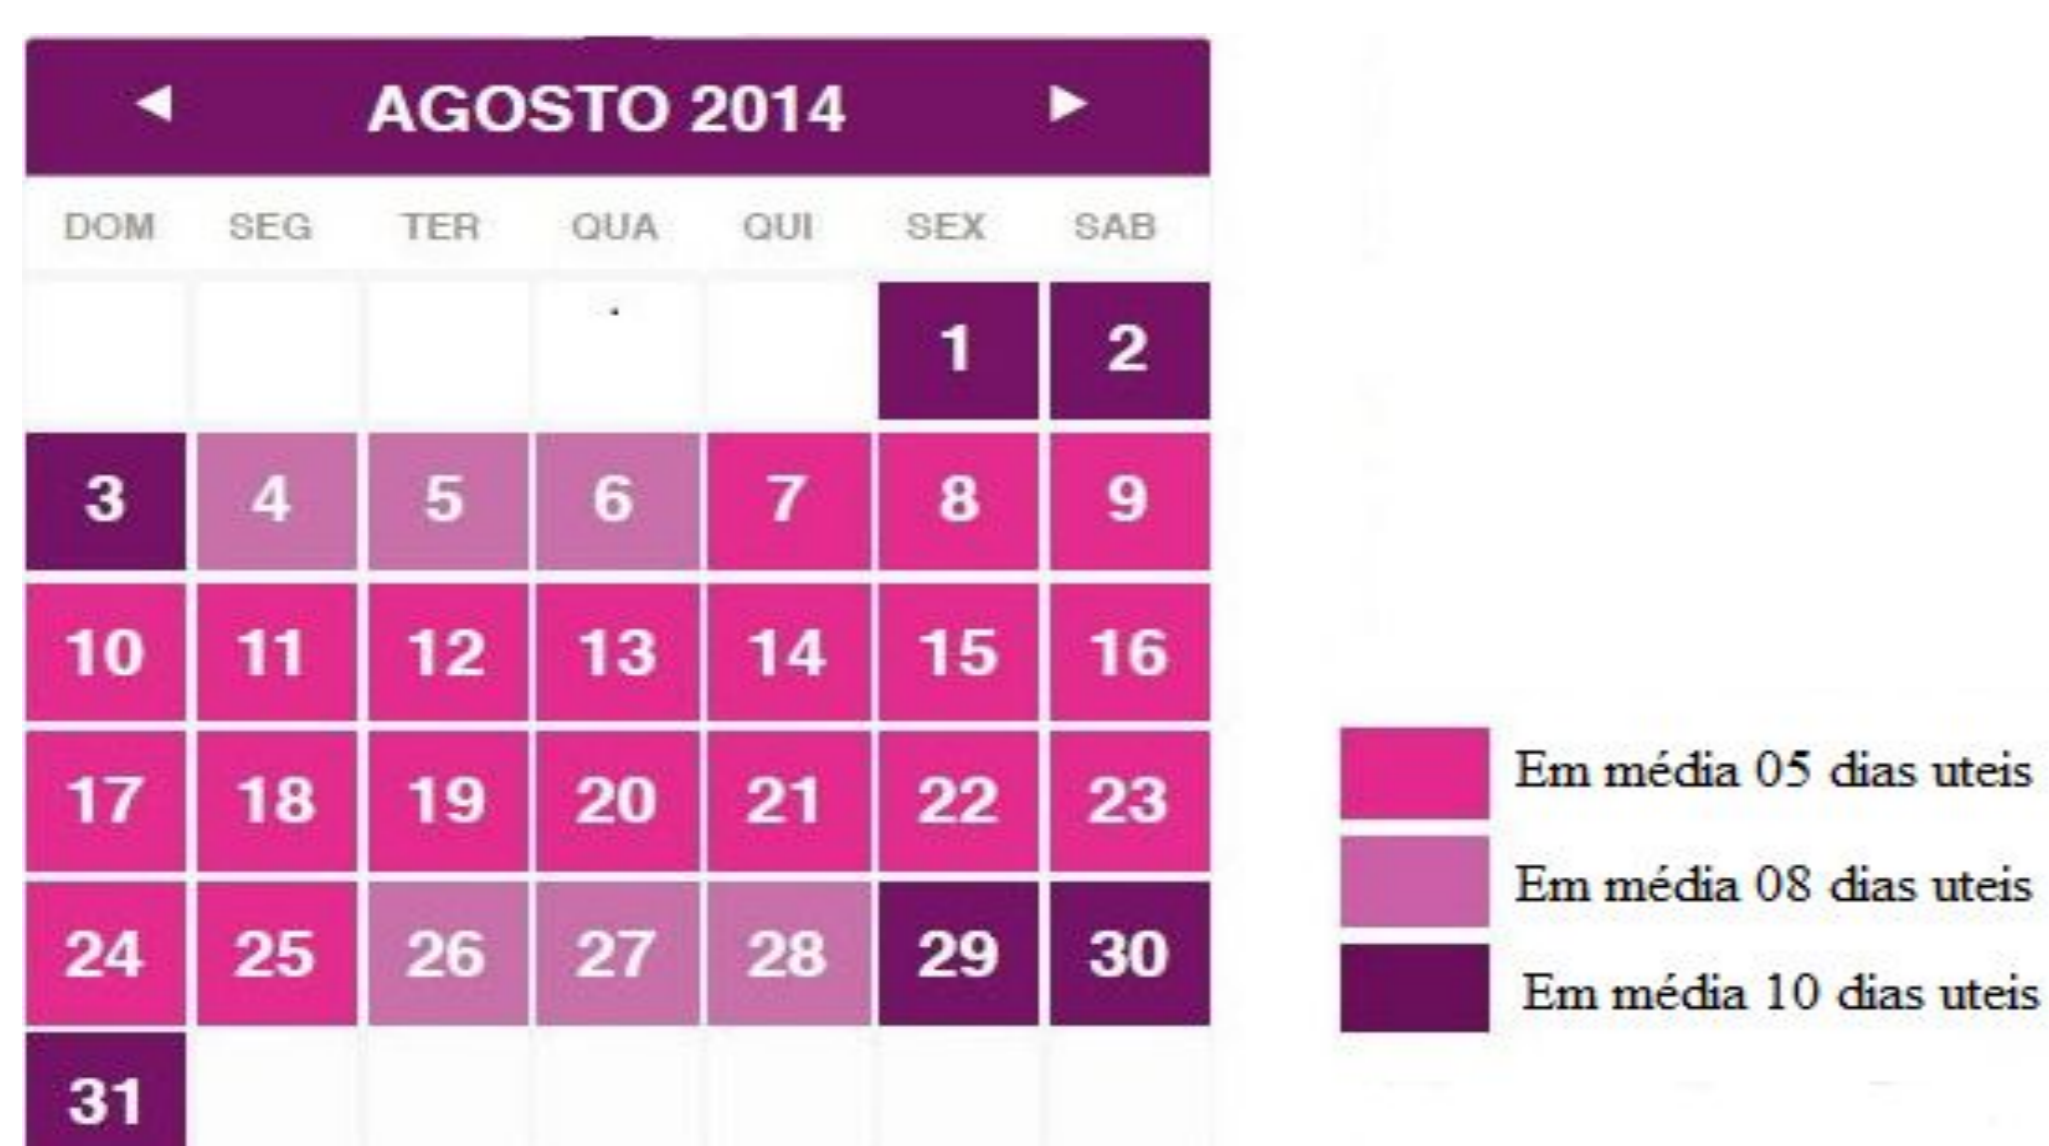 AGOSTO 2014
DOM SEG TER QUA QUI SEX SAB
1 2
3 4 5 6 7 8 9
10 11 12 13 14 15 16
17 18 19 20 21 22 23
24 25 26 27 28 29 30
31
Em média 05 dias uteis
Em média 08 dias uteis
Em média 10 dias uteis